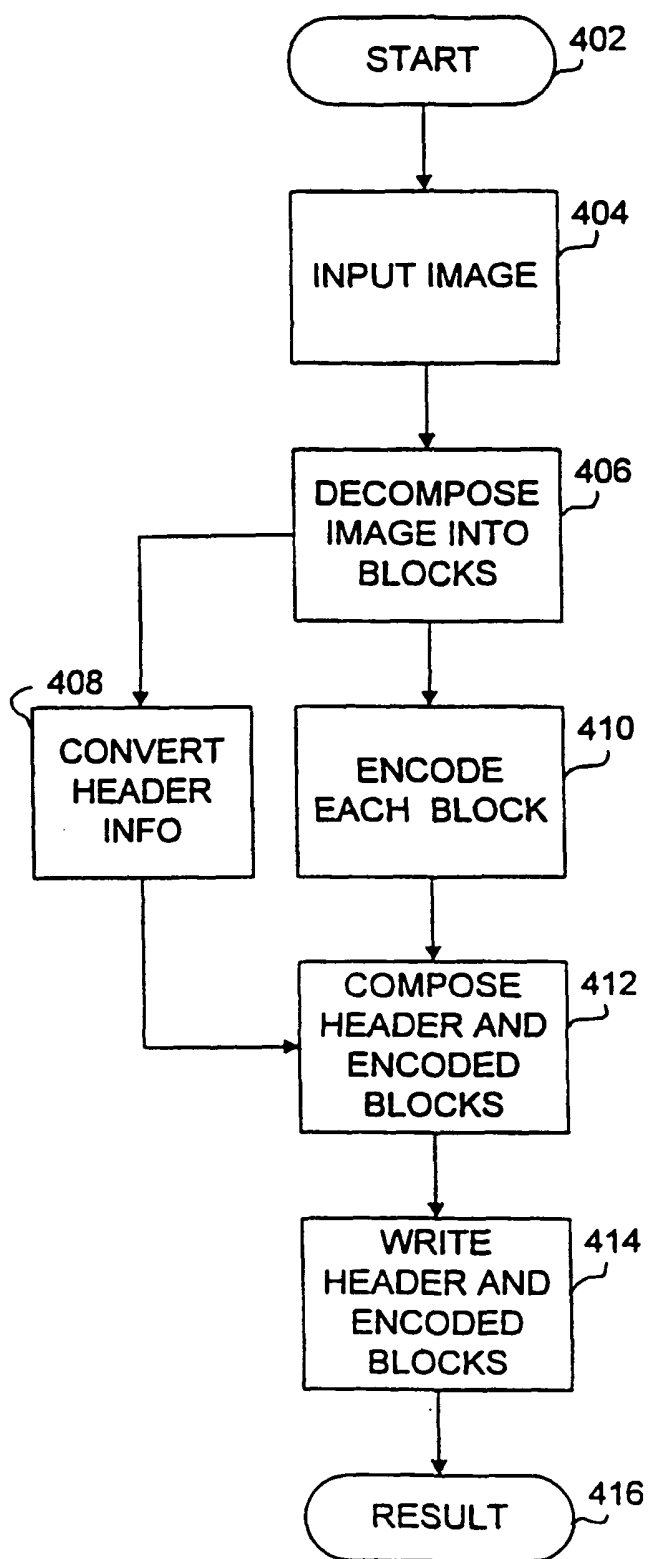 START
402
INPUT IMAGE
404
DECOMPOSE
IMAGE INTO
BLOCKS
406
408
CONVERT
HEADER
INFO
ENCODE
EACH BLOCK
410
COMPOSE
HEADER AND
ENCODED
BLOCKS
412
WRITE
HEADER AND
ENCODED
BLOCKS
414
RESULT
416